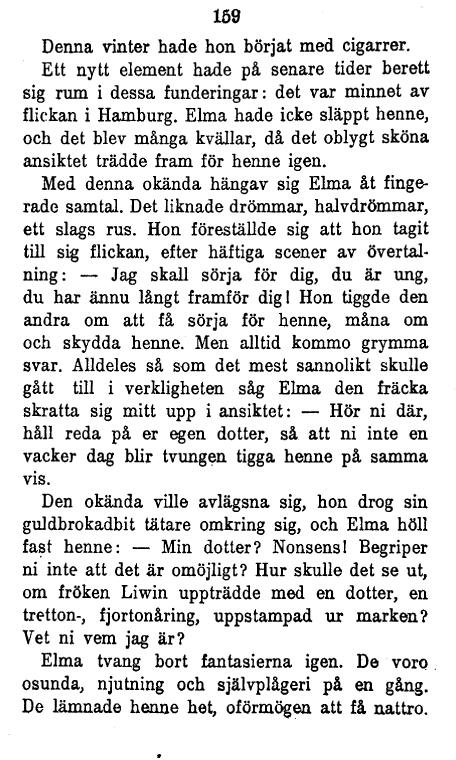 159
Denna vinter hade hon börjat med cigarrer.
Ett nytt element hade på senare tider berett
sig rum i dessa funderingar: det var minnet av
flickan i Hamburg. Elma hade icke släppt henne,
och det blev många kvällar, då det oblygt sköna
ansiktet trädde fram för henne igen.
Med denna okända hängav sig Elma åt finge-
rade samtal. Det liknade drömmar, halvdrömmar,
ett slags rus. Hon föreställde sig att hon tagit
till sig flickan, efter häftiga scener av övertal-
ning: — Jag skall sörja för dig, du är ung,
du har ännu långt framför dig! Hon tiggde den
andra om att få sörja för henne, måna om
och skydda henne. Men alltid kommo grymma
svar. Alldeles så som det mest sannolikt skulle
gått till i verkligheten såg Elma den fräcka
skratta sig mitt upp i ansiktet: — Hör ni där,
håll reda på er egen dotter, så att ni inte en
vacker dag blir tvungen tigga henne på samma
vis.
Den okända ville avlägsna sig, hon drog sin
guldbrokadbit tätare omkring sig, och Elma höll
fast henne: — Min dotter? Nonsens! Begriper
ni inte att det är omöjligt? Hur skulle det se ut,
om fröken Liwin uppträdde med en dotter, en
tretton-, fjortonåring, uppstampad ur marken?
Vet ni vem jag är?
Elma tvang bort fantasierna igen. De voro
osunda, njutning och självplågeri på en gång.
De lämnade henne het, oförmögen att få nattro.